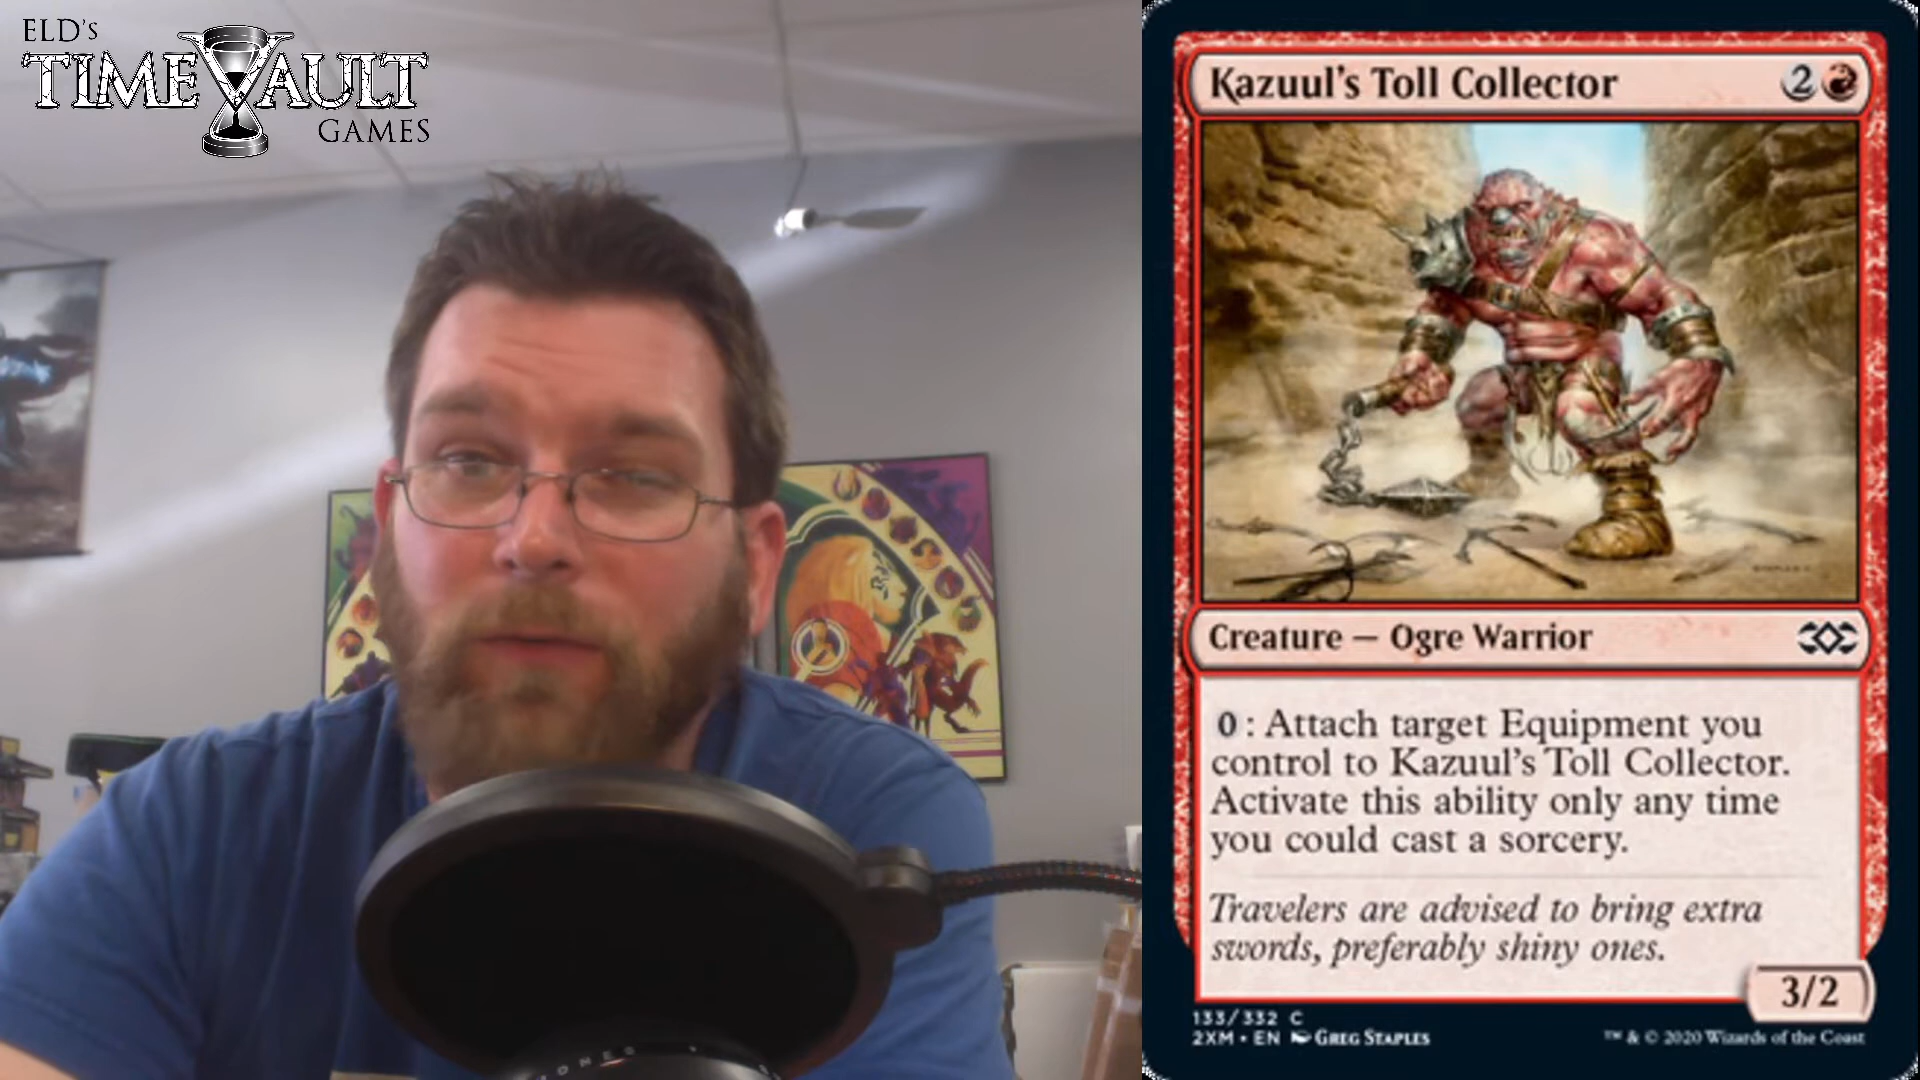 ELD'S
TIME VAULT
GAMES
Kazuul's Toll Collector
2
Creature — Ogre Warrior
0: Attach target Equipment you
control to Kazuul's Toll Collector.
Activate this ability only any time
you could cast a sorcery.
Travelers are advised to bring extra
swords, preferably shiny ones.
3/2
133/332 C
2XM • EN Greg Staples
™ & © 2020 Wizards of the Coast